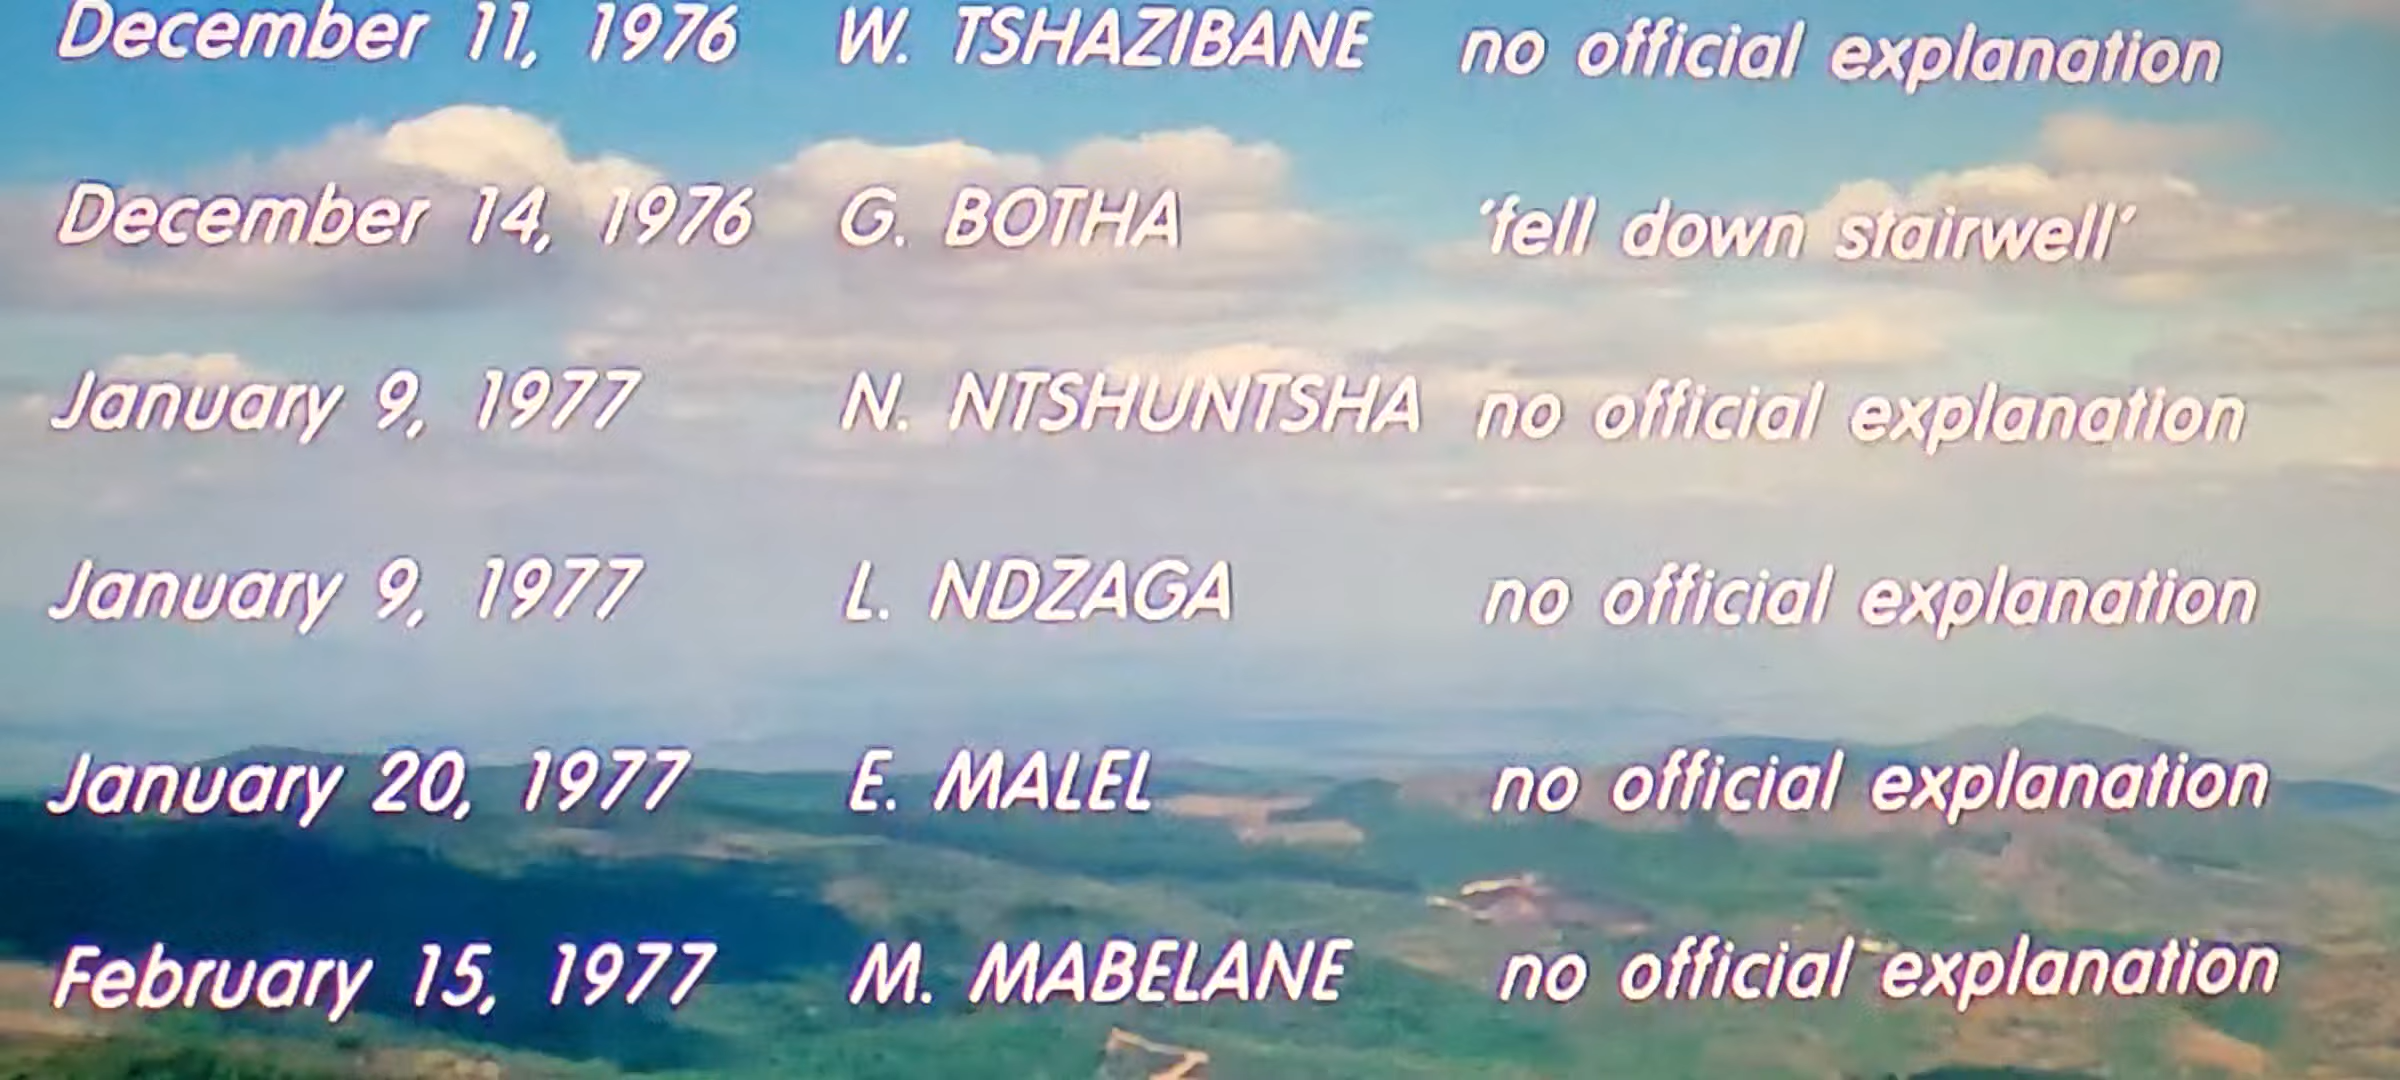 December 11, 1976 W. TSHAZIBANE no official explanation
December 14, 1976 G. BOTHA 'fell down stairwell'
January 9, 1977 N. NTSHUNTSHA no official explanation
January 9, 1977 L. NDZAGA no official explanation
January 20, 1977 E. MALEL no official explanation
February 15, 1977 M. MABELANE no official explanation